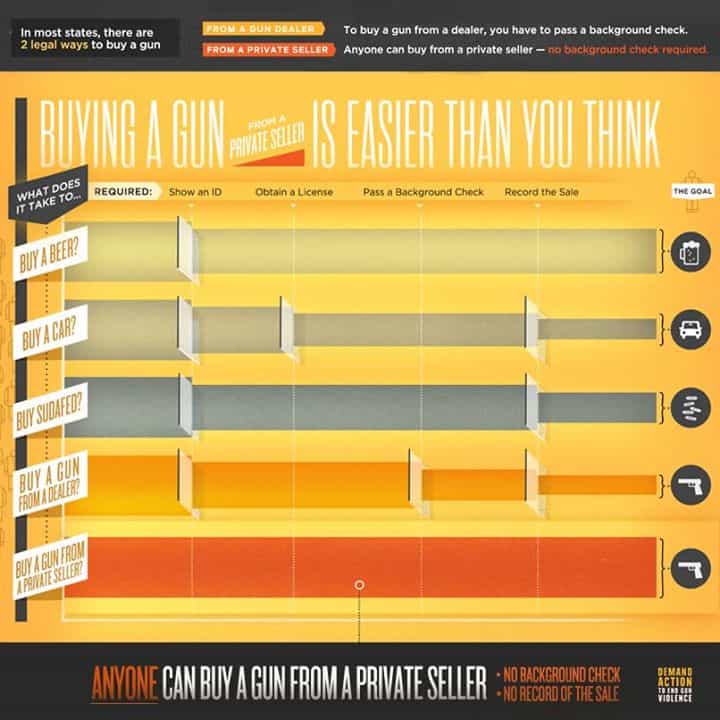 In most states, there are
2 legal ways to buy a gun
FROM A GUN DEALER
To buy a gun from a dealer, you have to pass a background check.
FROM A PRIVATE SELLER
Anyone can buy from a private seller — no background check required.
BUYING A GUN FROM A PRIVATE SELLER IS EASIER THAN YOU THINK
WHAT DOES
IT TAKE TO...
REQUIRED: Show an ID Obtain a License Pass a Background Check Record the Sale
THE GOAL
BUY A BEER?
BUY A CAR?
BUY SUDAFED?
BUY A GUN
FROM A DEALER?
BUY A GUN FROM
A PRIVATE SELLER?
ANYONE CAN BUY A GUN FROM A PRIVATE SELLER
• NO BACKGROUND CHECK
• NO RECORD OF THE SALE
DEMAND
ACTION
TO END GUN
VIOLENCE